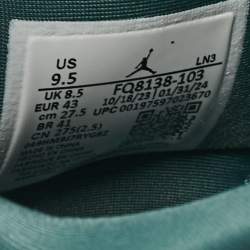 US
9.5
LN3
UK 8.5 FQ8138-103
EUR 43 10/18/23 01/31/24
cm 27.5 UPC 00197597023670
BR 41
CN 275(2.5)